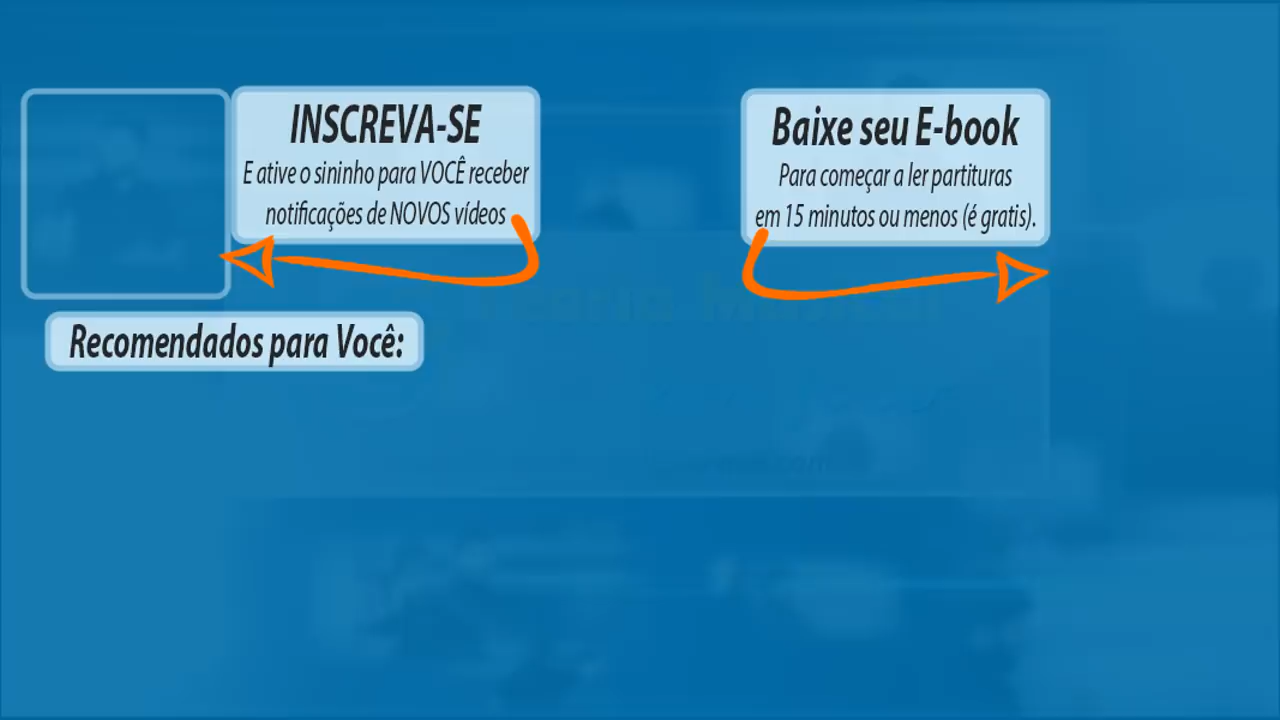 INSCREVA-SE
E ative o sininho para VOCÊ receber
notificações de NOVOS vídeos
Baixe seu E-book
Para começar a ler partituras
em 15 minutos ou menos (é gratis).
Recomendados para Você: